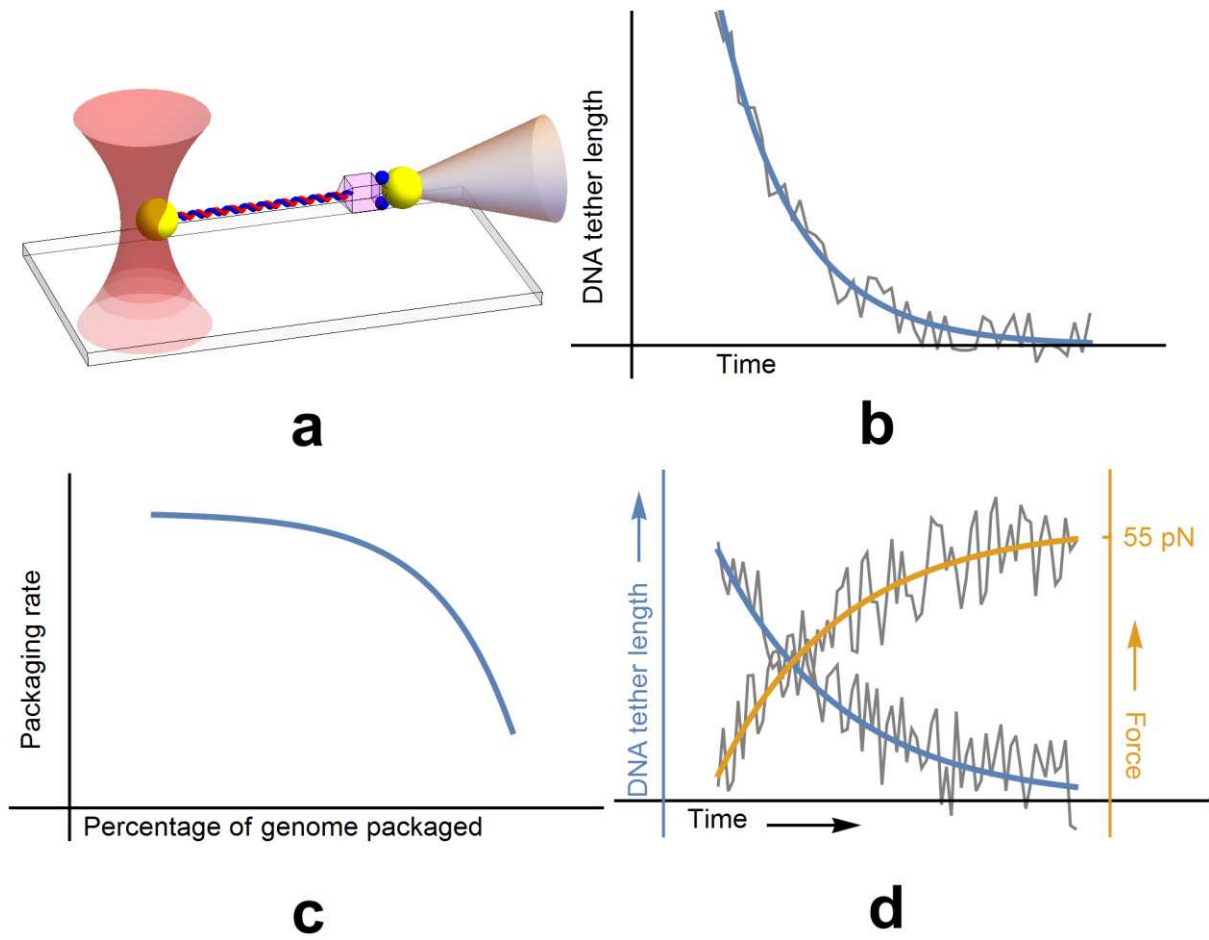 a
DNA tether length
Time
b
Packaging rate
Percentage of genome packaged
c
DNA tether length
Time
55 pN
Force
d